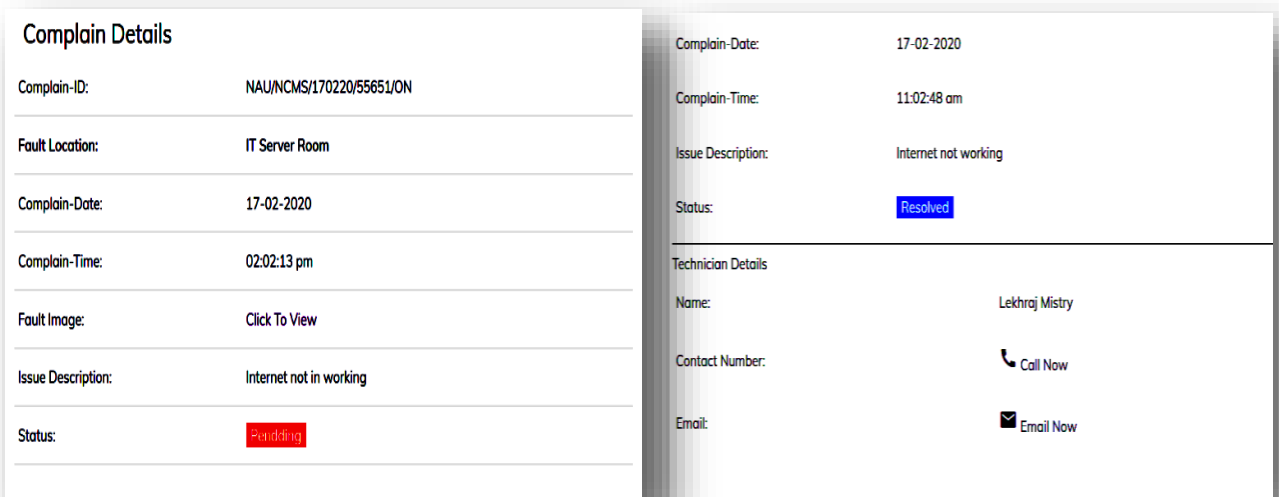 Complain Details
Complain-ID: NAU/NCMS/170220/55651/ON
Fault Location: IT Server Room
Complain-Date: 17-02-2020
Complain-Time: 02:02:13 pm
Fault Image: Click To View
Issue Description: Internet not in working
Status: Pendding
Complain-Date: 17-02-2020
Complain-Time: 11:02:48 am
Issue Description: Internet not working
Status: Resolved
Technician Details
Name: Lekhraj Mistry
Contact Number: Call Now
Email: Email Now